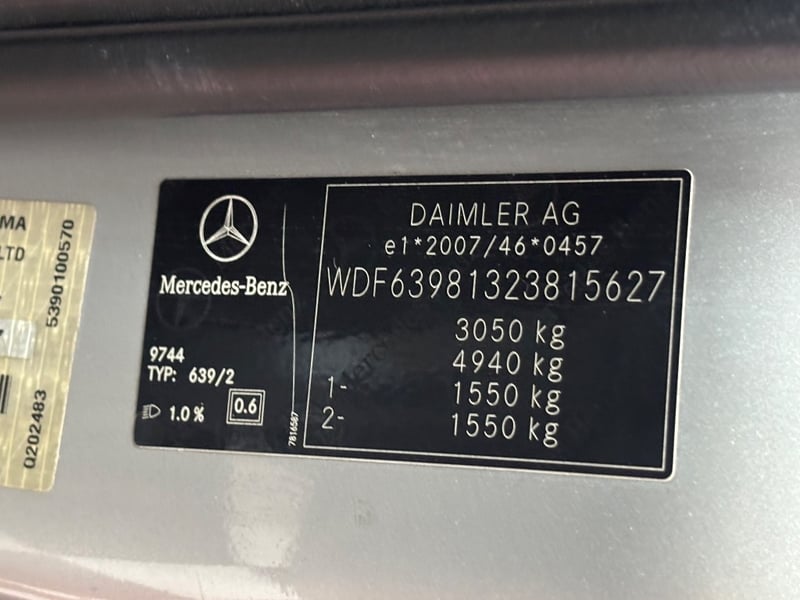 MA
LTD
5390100570
Q202483
Mercedes-Benz
9744
TYP: 639/2
1.0 %
0.6
7816587
DAIMLER AG
e1*2007/46*0457
WDF63981323815627
3050 kg
4940 kg
1- 1550 kg
2- 1550 kg